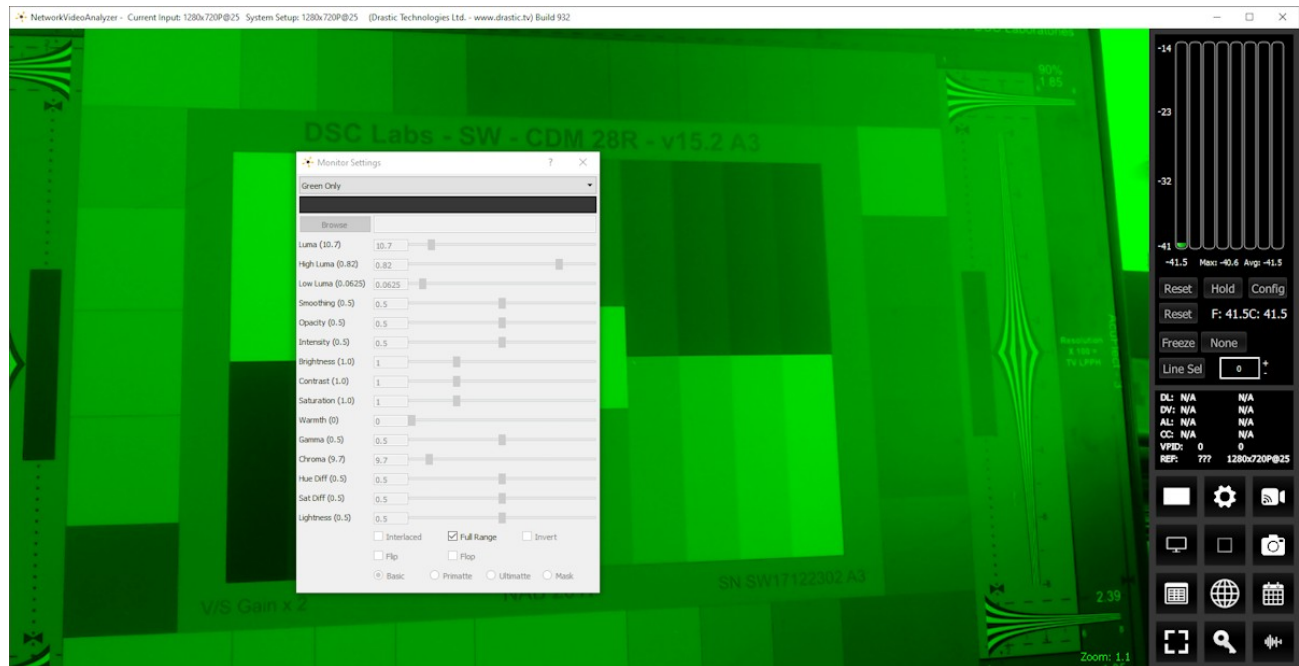 NetworkVideoAnalyzer - Current Input: 1280x720P@25 System Setup: 1280x720P@25 (Drastic Technologies Ltd. - www.drastic.tv) Build 932
90%
1.85
DSC Labs - SW - CDM 28R - v15.2 A3
Monitor Settings
Green Only
Browse
Luma (10.7) 10.7
High Luma (0.82) 0.82
Low Luma (0.0625) 0.0625
Smoothing (0.5) 0.5
Opacity (0.5) 0.5
Intensity (0.5) 0.5
Brightness (1.0) 1
Contrast (1.0) 1
Saturation (1.0) 1
Warmth (0) 0
Gamma (0.5) 0.5
Chroma (9.7) 9.7
Hue Diff (0.5) 0.5
Sat Diff (0.5) 0.5
Lightness (0.5) 0.5
Interlaced Full Range Invert
Flip Flop
Basic Primatte Ultimatte Mask
Resolution
X 100 =
TV LPPH
V/S Gain x 2
SN SW17122302 A3
2.39
Zoom: 1.1
-14
-23
-32
-41
-41.5 Max: -40.6 Avg: -41.5
Reset Hold Config
Reset F: 41.5C: 41.5
Freeze None
Line Sel 0 + -
DL: N/A N/A
DV: N/A N/A
AL: N/A N/A
CC: N/A N/A
VPID: 0 0
REF: ??? 1280x720P@25